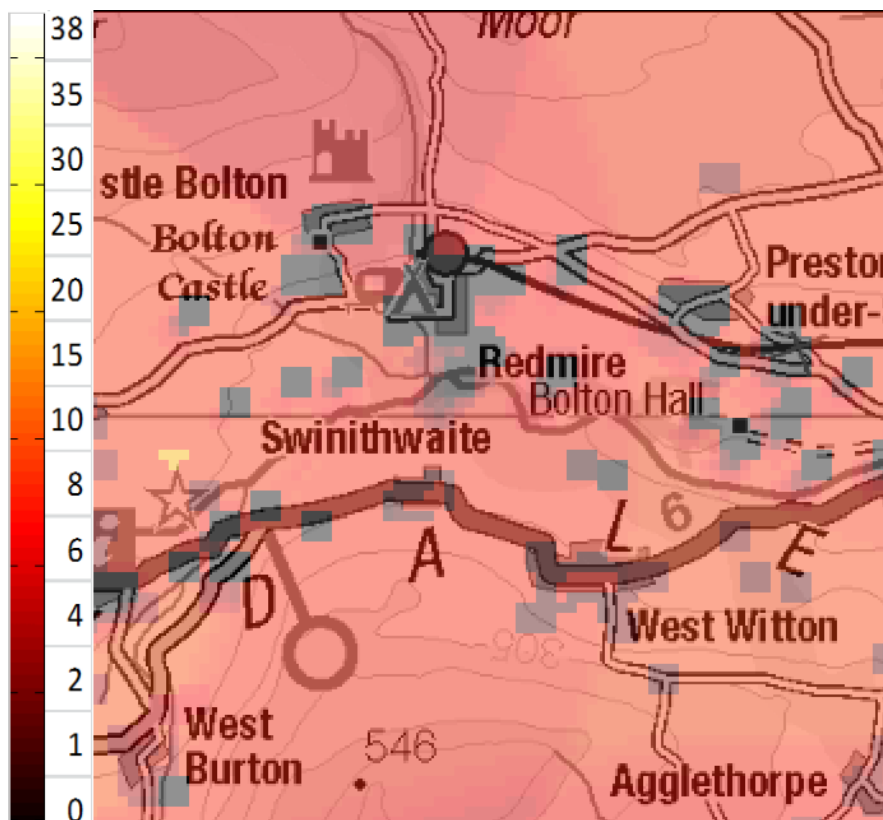 38
35
30
25
20
15
10
8
6
4
2
1
0
r
Moor
stle Bolton
Bolton
Castle
Preston
under-
Redmire
Bolton Hall
Swinithwaite
i
D
A
L
6
E
305
West Witton
West
Burton
546
Agglethorpe